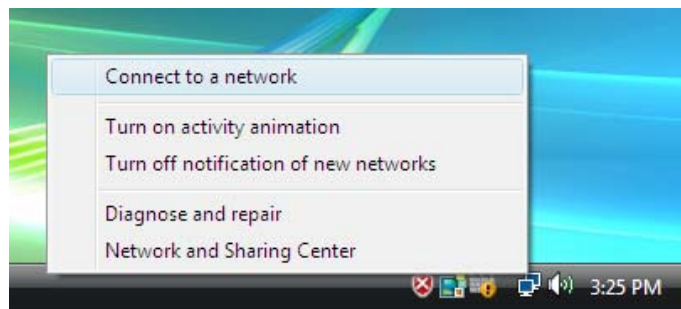 Connect to a network
Turn on activity animation
Turn off notification of new networks
Diagnose and repair
Network and Sharing Center
3:25 PM